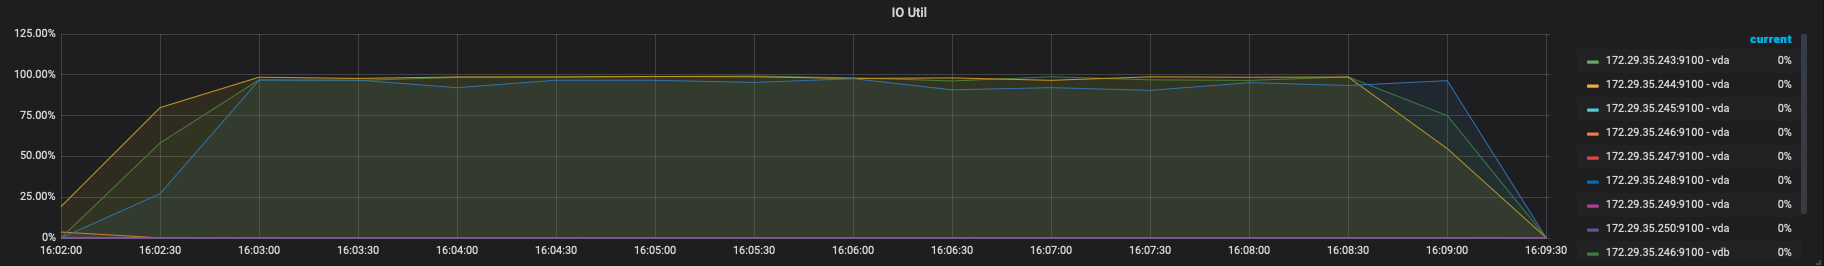 IO Util
125.00%
100.00%
75.00%
50.00%
25.00%
0%
16:02:00 16:02:30 16:03:00 16:03:30 16:04:00 16:04:30 16:05:00 16:05:30 16:06:00 16:06:30 16:07:00 16:07:30 16:08:00 16:08:30 16:09:00 16:09:30
current
172.29.35.243:9100 - vda 0%
172.29.35.244:9100 - vda 0%
172.29.35.245:9100 - vda 0%
172.29.35.246:9100 - vda 0%
172.29.35.247:9100 - vda 0%
172.29.35.248:9100 - vda 0%
172.29.35.249:9100 - vda 0%
172.29.35.250:9100 - vda 0%
172.29.35.246:9100 - vdb 0%